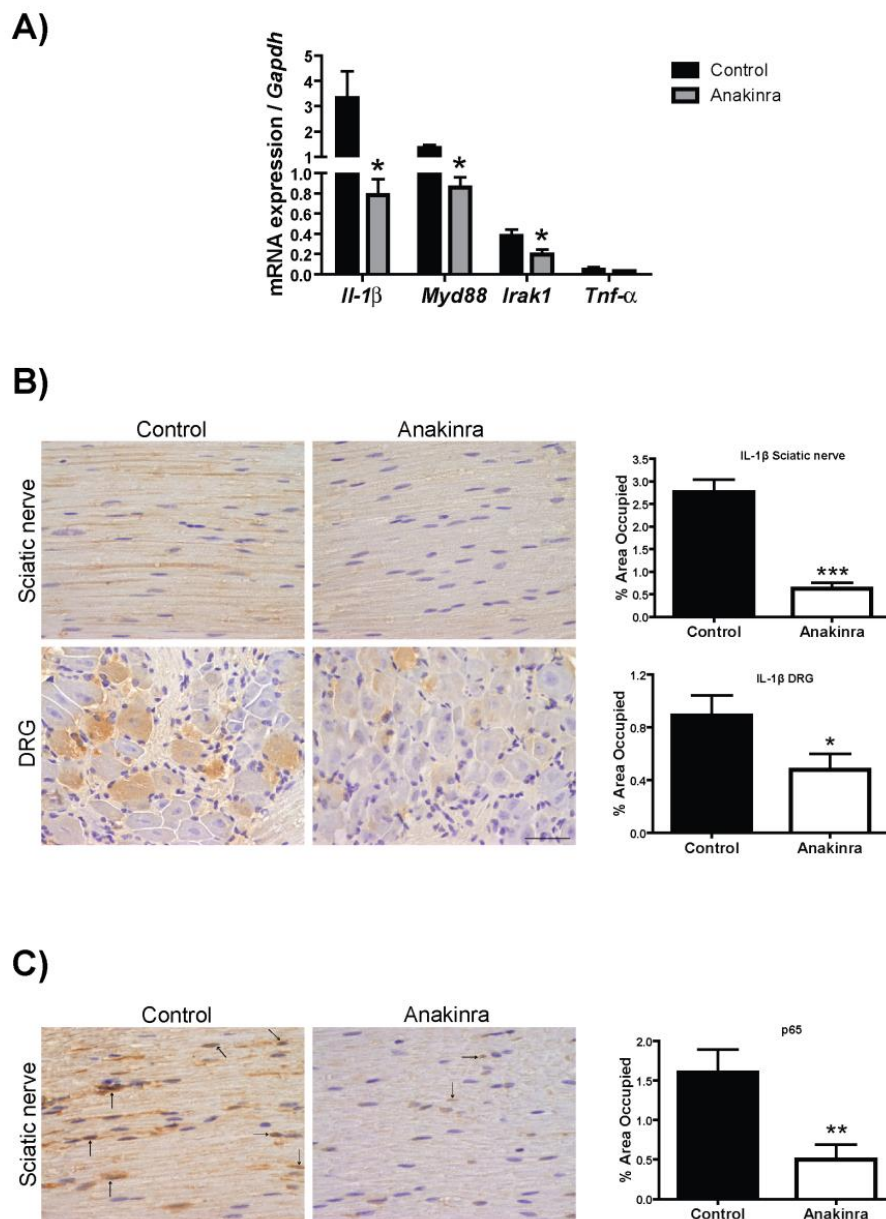 A)
mRNA expression / Gapdh
5
4
3
2
1
1.0
0.8
0.6
0.4
0.2
0.0
* * *
Il-1β Myd88 Irak1 Tnf-α
Control
Anakinra
B)
Control Anakinra
Sciatic nerve
DRG
IL-1β Sciatic nerve
% Area Occupied
3.5
3.0
2.5
2.0
1.5
1.0
0.5
0.0
***
Control Anakinra
IL-1β DRG
% Area Occupied
1.2
0.8
0.4
0.0
*
Control Anakinra
C)
Control Anakinra
Sciatic nerve
p65
% Area Occupied
2.0
1.5
1.0
0.5
0.0
**
Control Anakinra